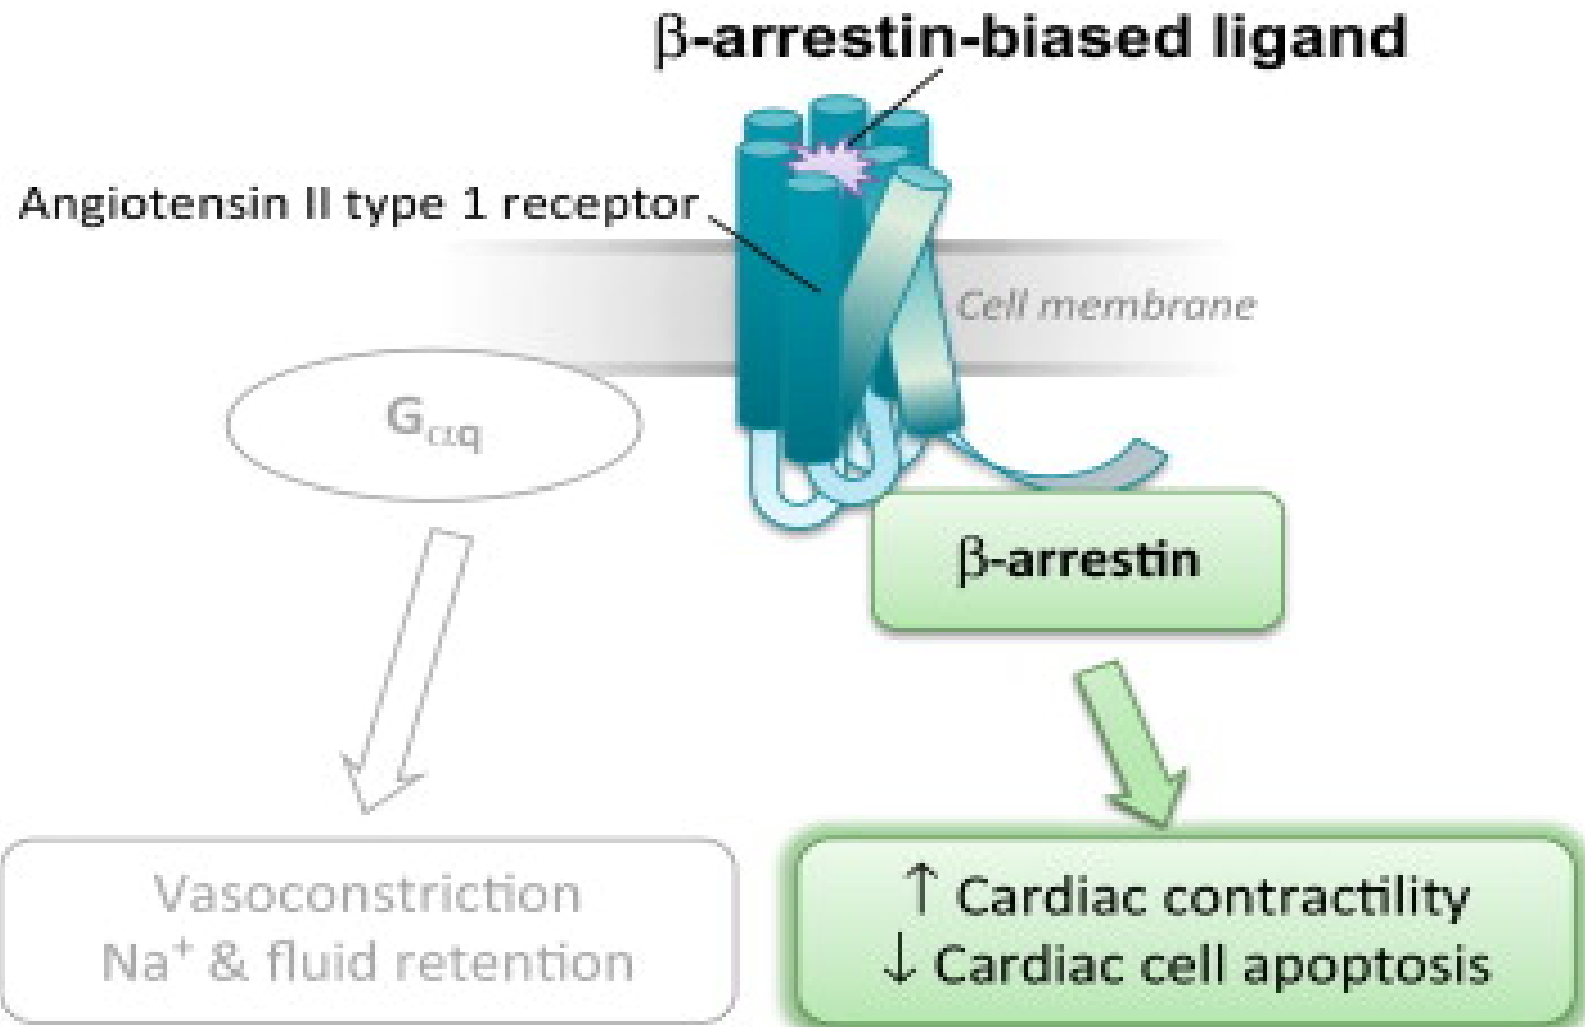 β-arrestin-biased ligand
Angiotensin II type 1 receptor
Cell membrane
Gαq
β-arrestin
Vasoconstriction
Na⁺ & fluid retention
↑ Cardiac contractility
↓ Cardiac cell apoptosis